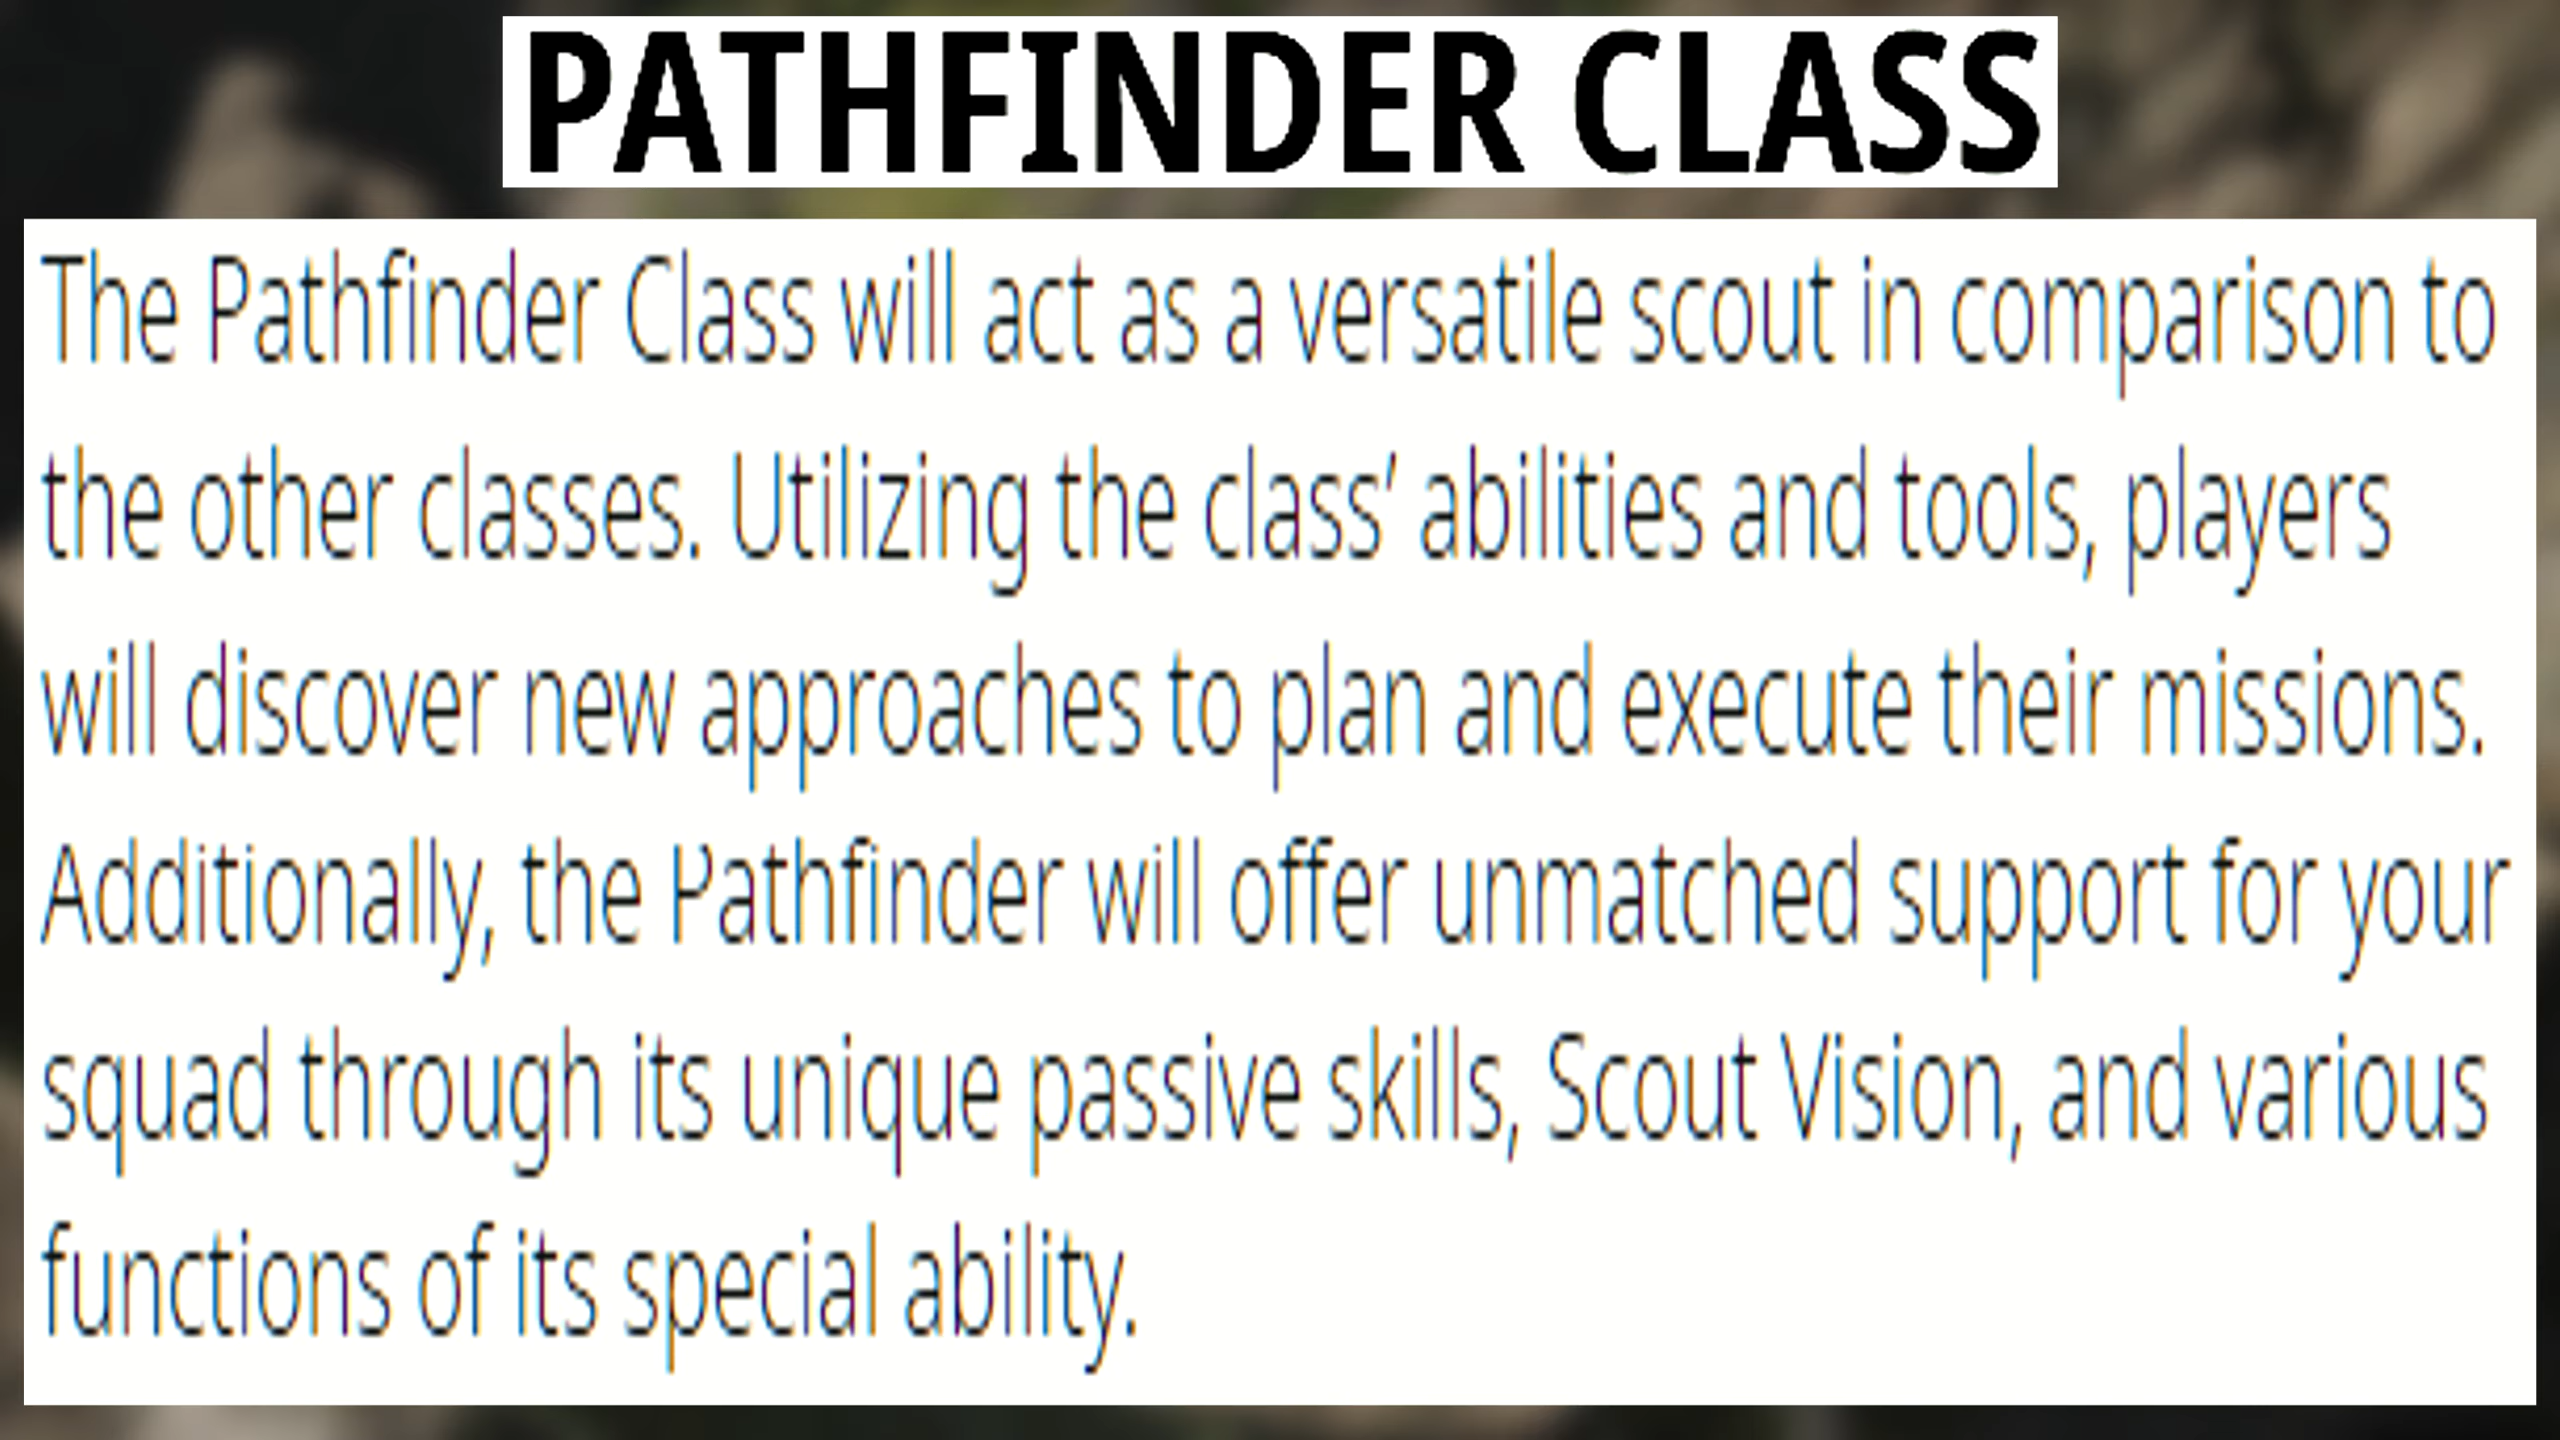 PATHFINDER CLASS
The Pathfinder Class will act as a versatile scout in comparison to
the other classes. Utilizing the class’ abilities and tools, players
will discover new approaches to plan and execute their missions.
Additionally, the Pathfinder will offer unmatched support for your
squad through its unique passive skills, Scout Vision, and various
functions of its special ability.